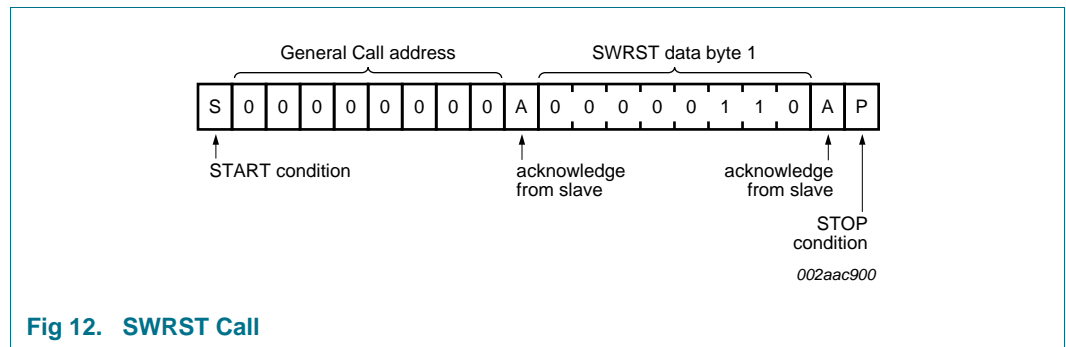 General Call address SWRST data byte 1
S 0 0 0 0 0 0 0 0 A 0 0 0 0 0 1 1 0 A P
START condition acknowledge acknowledge
from slave from slave
STOP
condition
002aac900
Fig 12. SWRST Call